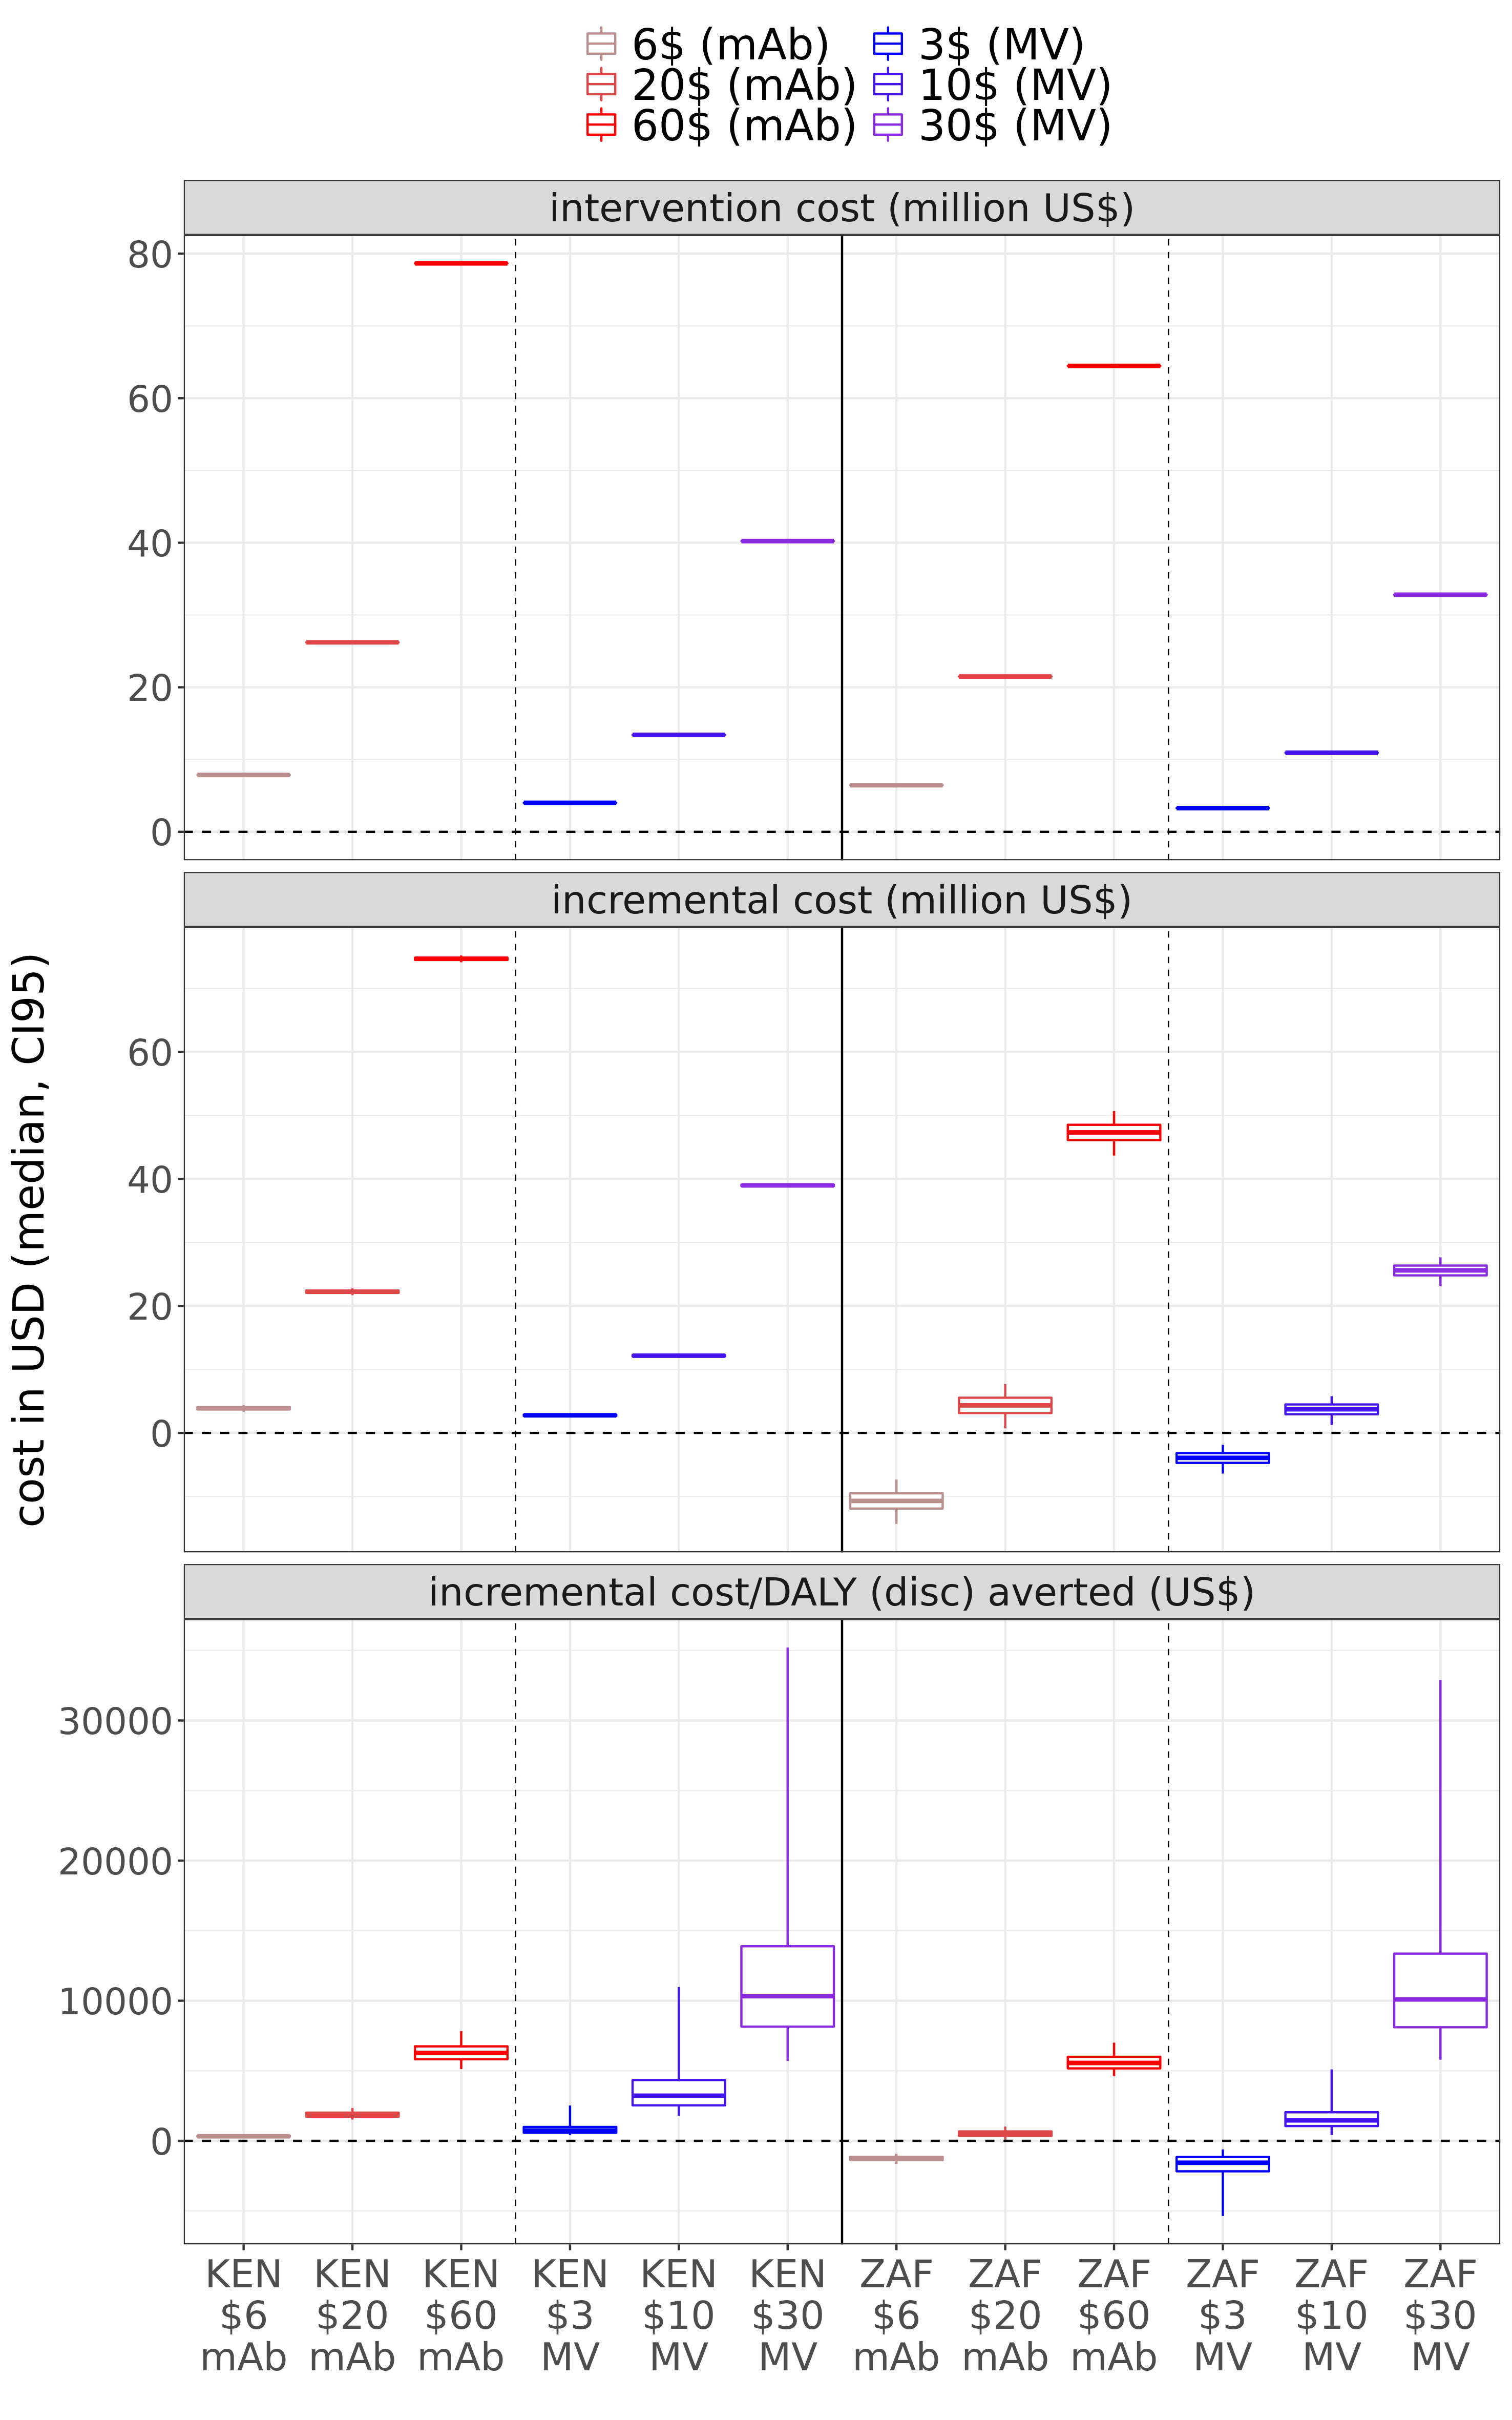 6$ (mAb) 3$ (MV)
20$ (mAb) 10$ (MV)
60$ (mAb) 30$ (MV)
intervention cost (million US$)
80
60
40
20
0
incremental cost (million US$)
60
40
20
0
cost in USD (median, CI95)
incremental cost/DALY (disc) averted (US$)
30000
20000
10000
0
KEN KEN KEN KEN KEN KEN ZAF ZAF ZAF ZAF ZAF ZAF
$6 $20 $60 $3 $10 $30 $6 $20 $60 $3 $10 $30
mAb mAb mAb MV MV MV mAb mAb mAb MV MV MV